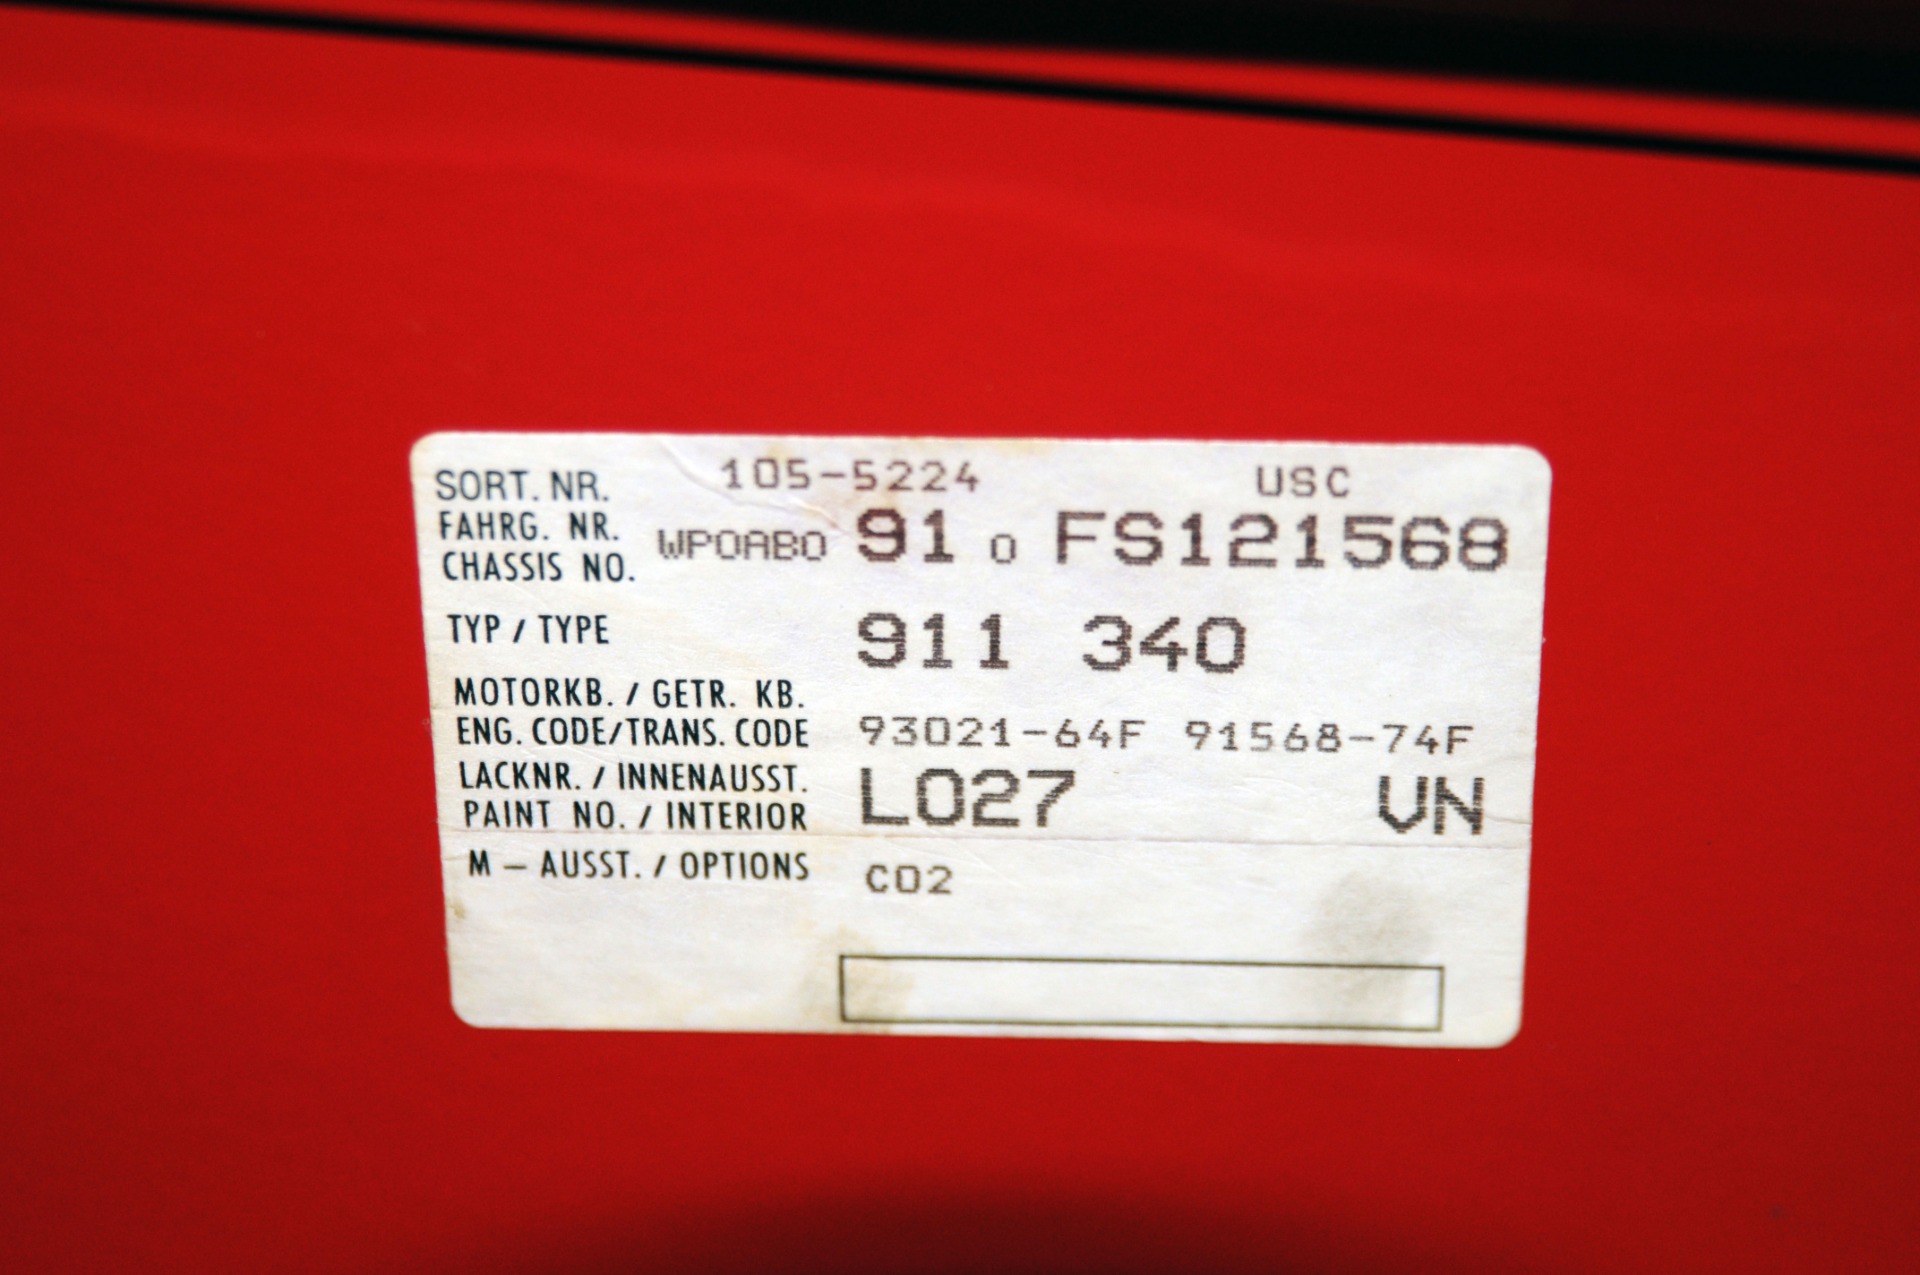 SORT. NR. 105-5224 USC
FAHRG. NR.
CHASSIS NO. WP0AB0 91 0 FS121568
TYP / TYPE 911 340
MOTORKB. / GETR. KB.
ENG. CODE/TRANS. CODE 93021-64F 91568-74F
LACKNR. / INNENAUSST.
PAINT NO. / INTERIOR L027 VN
M – AUSST. / OPTIONS C02